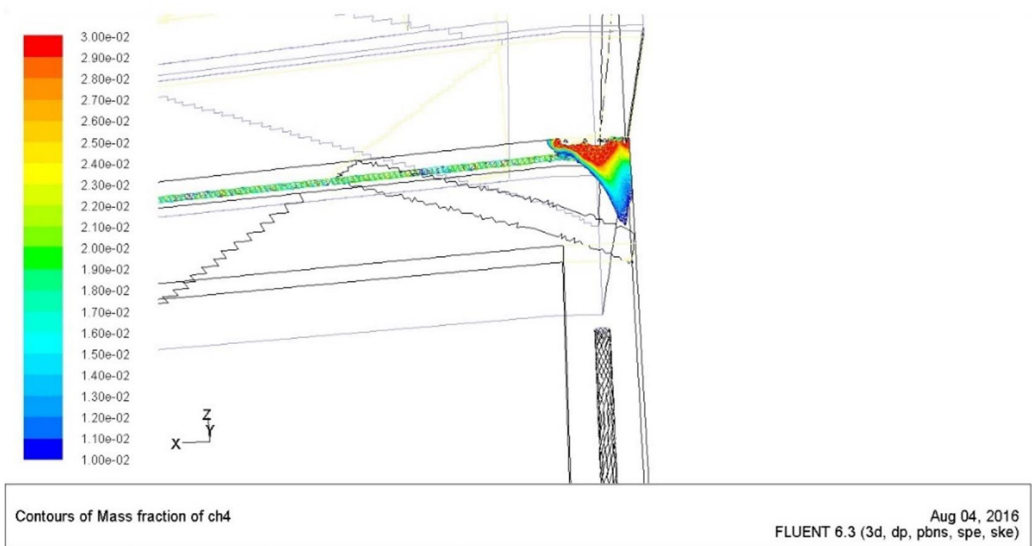 3.00e-02
2.90e-02
2.80e-02
2.70e-02
2.60e-02
2.50e-02
2.40e-02
2.30e-02
2.20e-02
2.10e-02
2.00e-02
1.90e-02
1.80e-02
1.70e-02
1.60e-02
1.50e-02
1.40e-02
1.30e-02
1.20e-02
1.10e-02
1.00e-02
Z
Y
X
Contours of Mass fraction of ch4
Aug 04, 2016
FLUENT 6.3 (3d, dp, pbns, spe, ske)